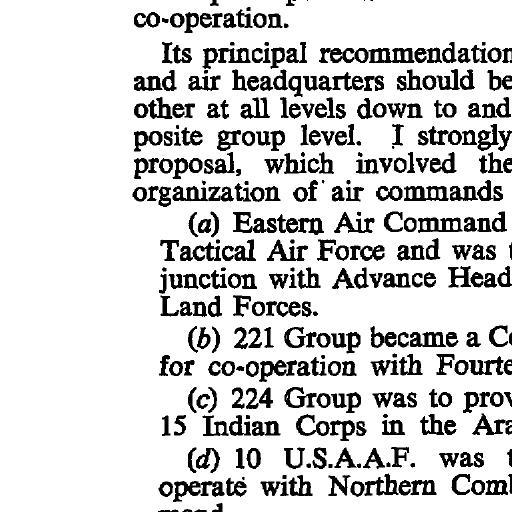 co-operation.
Its principal recommendation
and air headquarters should be
other at all levels down to and
posite group level. I strongly
proposal, which involved the
organization of air commands
(a) Eastern Air Command
Tactical Air Force and was
junction with Advance Head
Land Forces.
(b) 221 Group became a Co
for co-operation with Fourte
(c) 224 Group was to prov
15 Indian Corps in the Ara
(d) 10 U.S.A.A.F. was
operate with Northern Comb